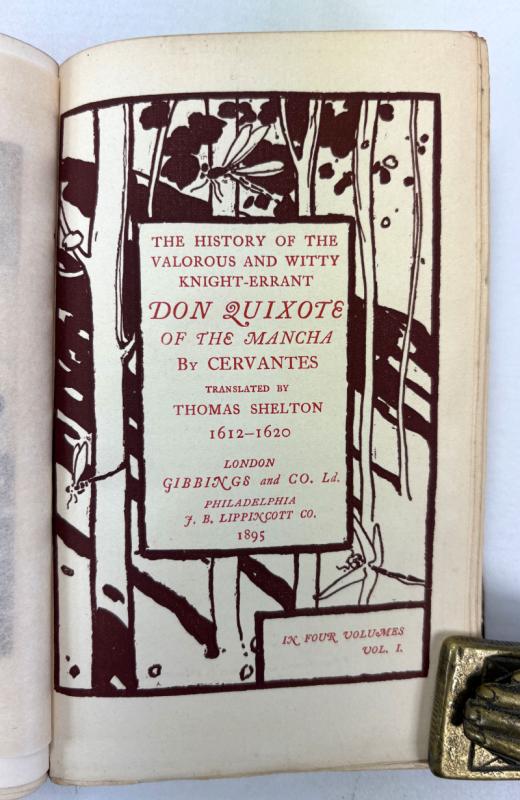 THE HISTORY OF THE
VALOROUS AND WITTY
KNIGHT-ERRANT
DON QUIXOTE
OF THE MANCHA
By CERVANTES
TRANSLATED BY
THOMAS SHELTON
1612–1620
LONDON
GIBBINGS and CO. Ld.
PHILADELPHIA
J. B. LIPPINCOTT CO.
1895
IN FOUR VOLUMES
VOL. I.